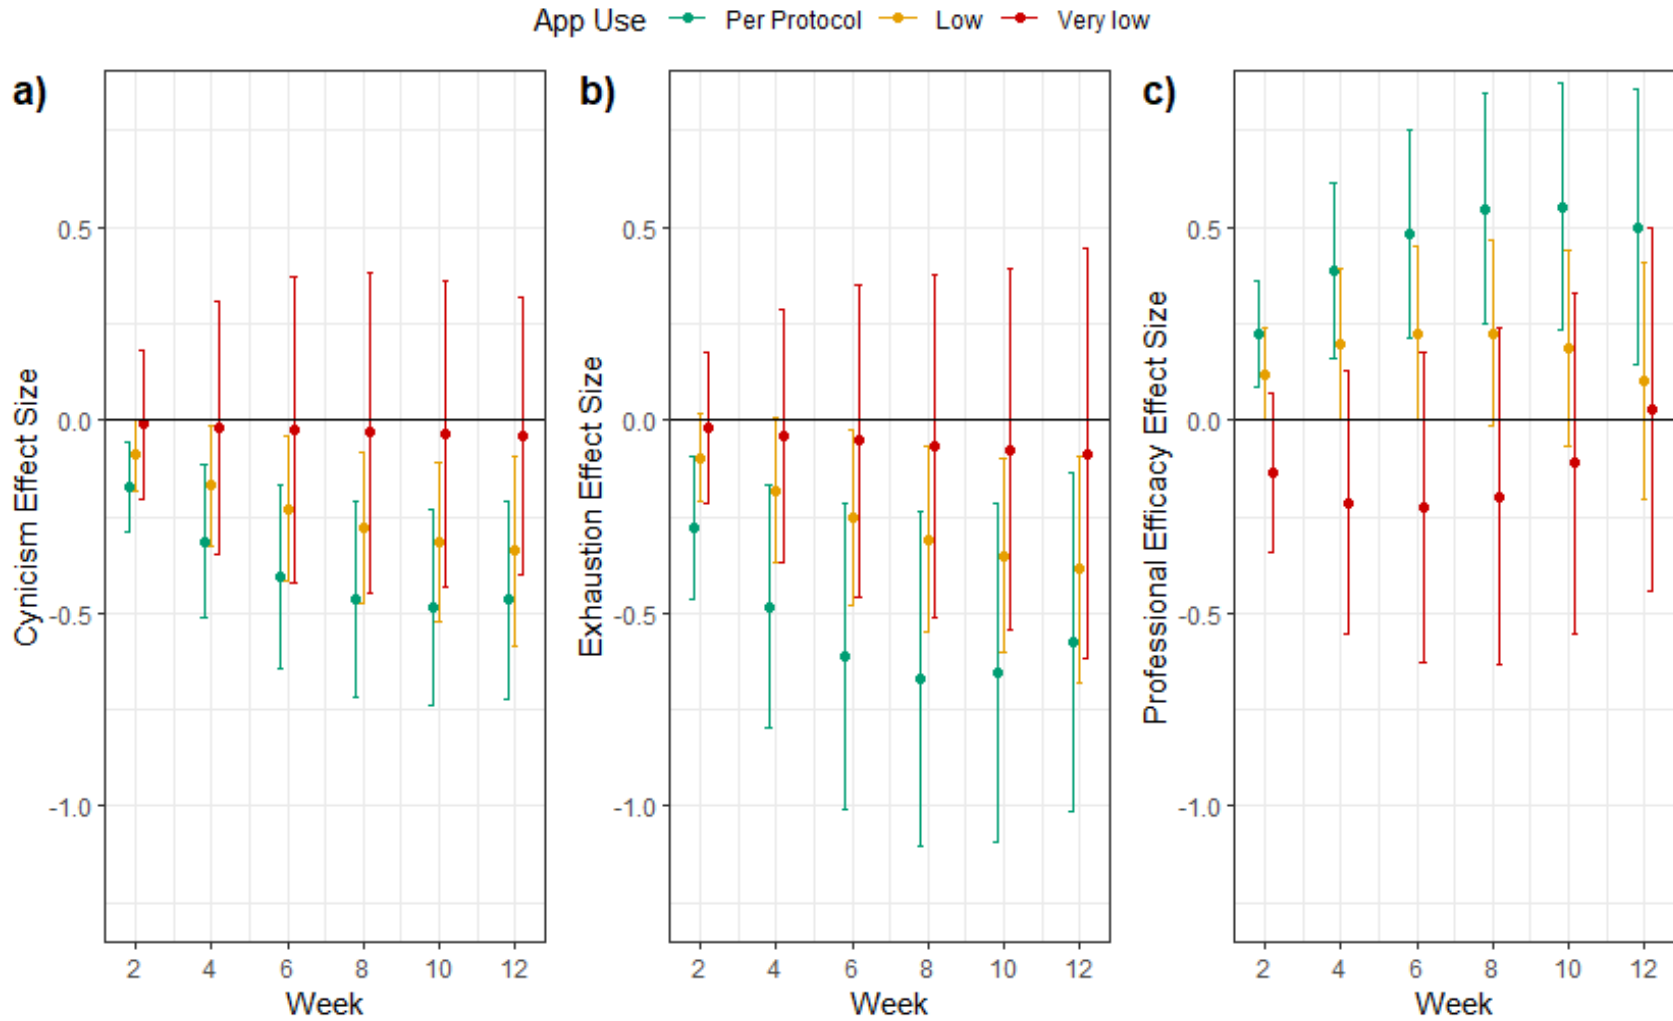 App Use Per Protocol Low Very low
a)
b)
c)
Cynicism Effect Size
0.5
0.0
-0.5
-1.0
2 4 6 8 10 12
Week
Exhaustion Effect Size
0.5
0.0
-0.5
-1.0
2 4 6 8 10 12
Week
Professional Efficacy Effect Size
0.5
0.0
-0.5
-1.0
2 4 6 8 10 12
Week